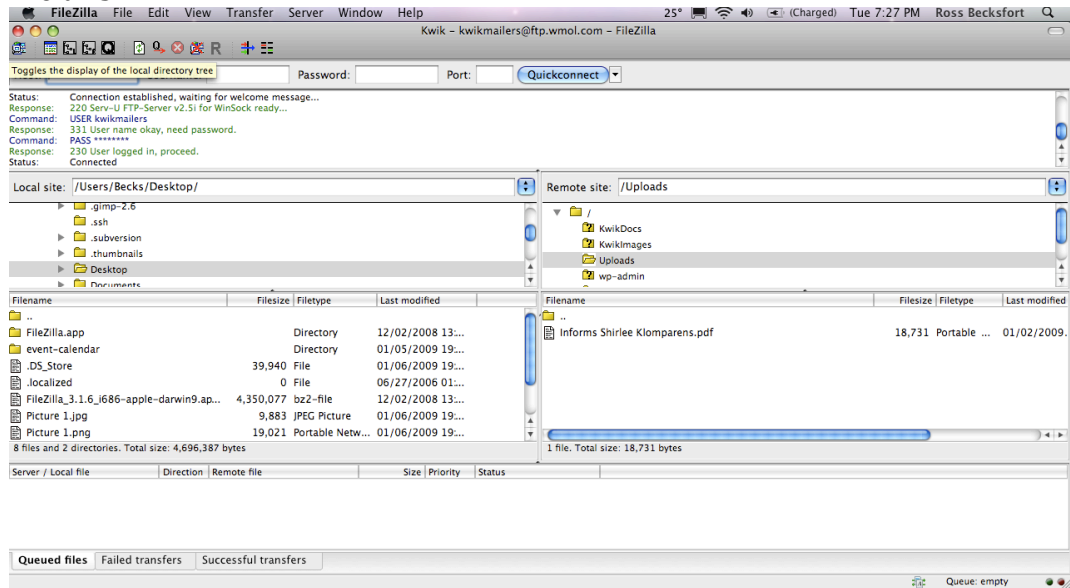 FileZilla File Edit View Transfer Server Window Help 25° (Charged) Tue 7:27 PM Ross Becksfort
Kwik - kwikmailers@ftp.wmol.com - FileZilla
Toggles the display of the local directory tree Password: Port: Quickconnect
Status: Connection established, waiting for welcome message...
Response: 220 Serv-U FTP-Server v2.5i for WinSock ready...
Command: USER kwikmailers
Response: 331 User name okay, need password.
Command: PASS ********
Response: 230 User logged in, proceed.
Status: Connected
Local site: /Users/Becks/Desktop/
.gimp-2.6
.ssh
.subversion
.thumbnails
Desktop
Documents
Remote site: /Uploads
/
KwikDocs
KwikImages
Uploads
wp-admin
Filename Filesize Filetype Last modified
..
FileZilla.app Directory 12/02/2008 13:...
event-calendar Directory 01/05/2009 19:...
.DS_Store 39,940 File 01/06/2009 19:...
.localized 0 File 06/27/2006 01:...
FileZilla_3.1.6_i686-apple-darwin9.ap... 4,350,077 bz2-file 12/02/2008 13:...
Picture 1.jpg 9,883 JPEG Picture 01/06/2009 19:...
Picture 1.png 19,021 Portable Netw... 01/06/2009 19:...
8 files and 2 directories. Total size: 4,696,387 bytes
Filename Filesize Filetype Last modified
..
Informs Shirlee Klomparens.pdf 18,731 Portable ... 01/02/2009.
1 file. Total size: 18,731 bytes
Server / Local file Direction Remote file Size Priority Status
Queued files Failed transfers Successful transfers
Queue: empty